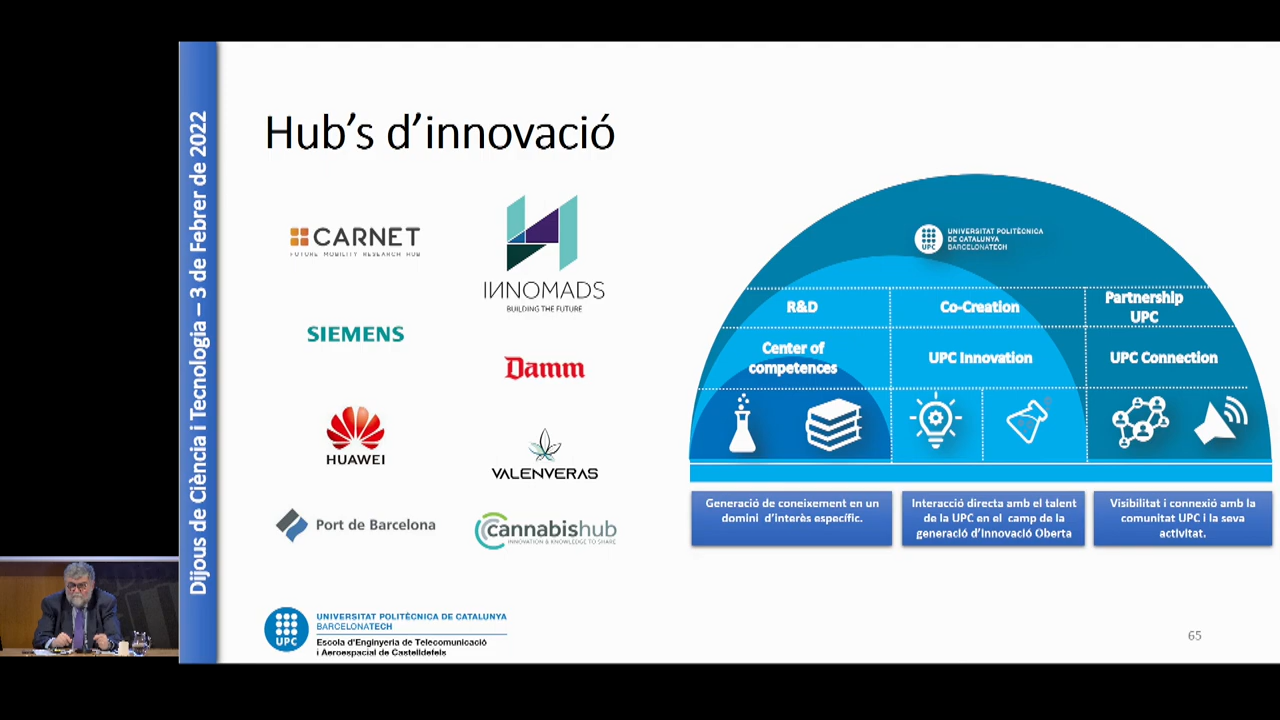 Dijous de Ciència i Tecnologia – 3 de Febrer de 2022
Hub's d'innovació
CARNET
FUTURE MOBILITY RESEARCH HUB
INNOMADS
BUILDING THE FUTURE
SIEMENS
Damm
HUAWEI
VALENVERAS
Port de Barcelona
cannabishub
INNOVATION & KNOWLEDGE TO SHARE
UPC
UNIVERSITAT POLITÈCNICA
DE CATALUNYA
BARCELONATECH
R&D
Co-Creation
Partnership
UPC
Center of
competences
UPC Innovation
UPC Connection
Generació de coneixement en un
domini d'interès específic.
Interacció directa amb el talent
de la UPC en el camp de la
generació d'Innovació Oberta
Visibilitat i connexió amb la
comunitat UPC i la seva
activitat.
UPC
UNIVERSITAT POLITÈCNICA DE CATALUNYA
BARCELONATECH
Escola d'Enginyeria de Telecomunicació
i Aeroespacial de Castelldefels
65